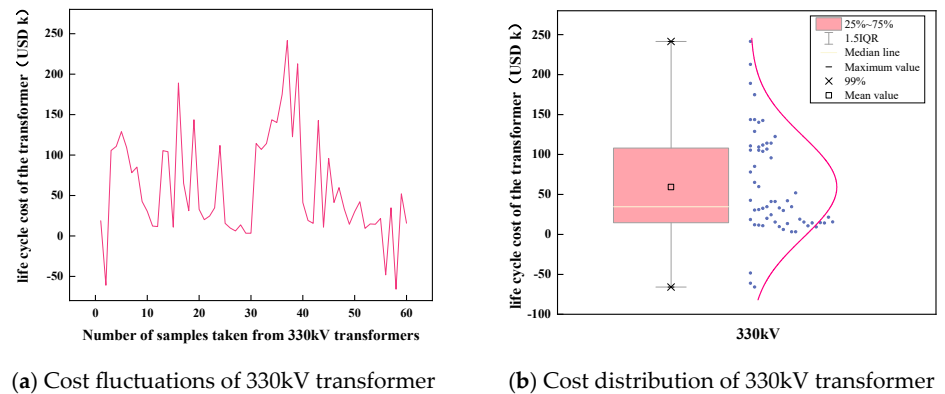 life cycle cost of the transformer（USD k）
250
200
150
100
50
0
-50
0
10
20
30
40
50
60
Number of samples taken from 330kV transformers
(a) Cost fluctuations of 330kV transformer
life cycle cost of the transformer（USD k）
300
250
200
150
100
50
0
-50
-100
330kV
25%~75%
1.5IQR
Median line
Maximum value
99%
Mean value
(b) Cost distribution of 330kV transformer